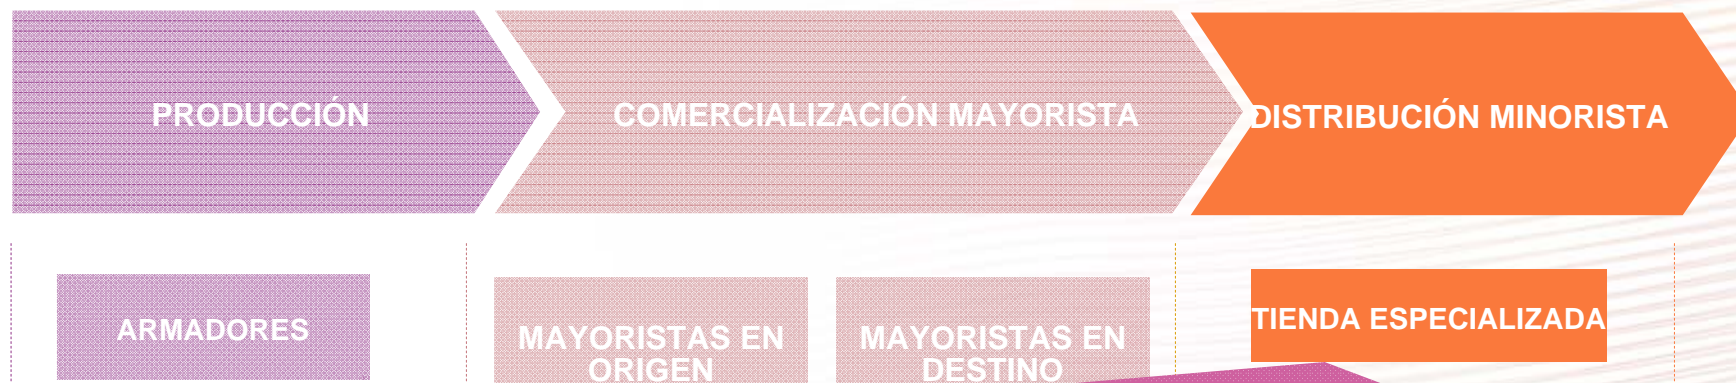 PRODUCCIÓN
COMERCIALIZACIÓN MAYORISTA
DISTRIBUCIÓN MINORISTA
ARMADORES
MAYORISTAS EN
ORIGEN
MAYORISTAS EN
DESTINO
TIENDA ESPECIALIZADA